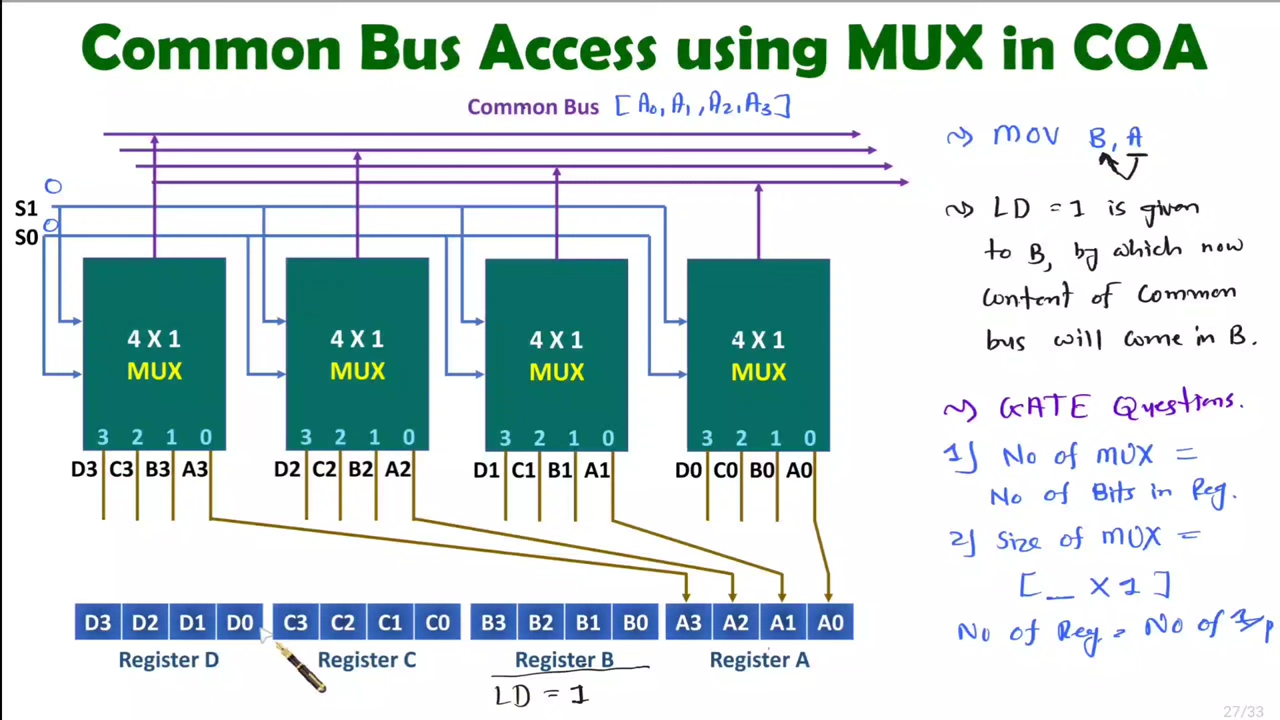 Common Bus Access using MUX in COA
Common Bus [A0, A1, A2, A3]
0
S1
0
S0
4 X 1
MUX
3 2 1 0
D3 C3 B3 A3
4 X 1
MUX
3 2 1 0
D2 C2 B2 A2
4 X 1
MUX
3 2 1 0
D1 C1 B1 A1
4 X 1
MUX
3 2 1 0
D0 C0 B0 A0
D3 D2 D1 D0
Register D
C3 C2 C1 C0
Register C
B3 B2 B1 B0
Register B
LD = 1
A3 A2 A1 A0
Register A
~> MOV B, A
~> LD = 1 is given
to B, by which now
content of common
bus will come in B.
~> GATE Questions.
1) No of MUX =
No of Bits in Reg.
2) Size of MUX =
[_ X 1]
No of Reg = No of I/p
27/33